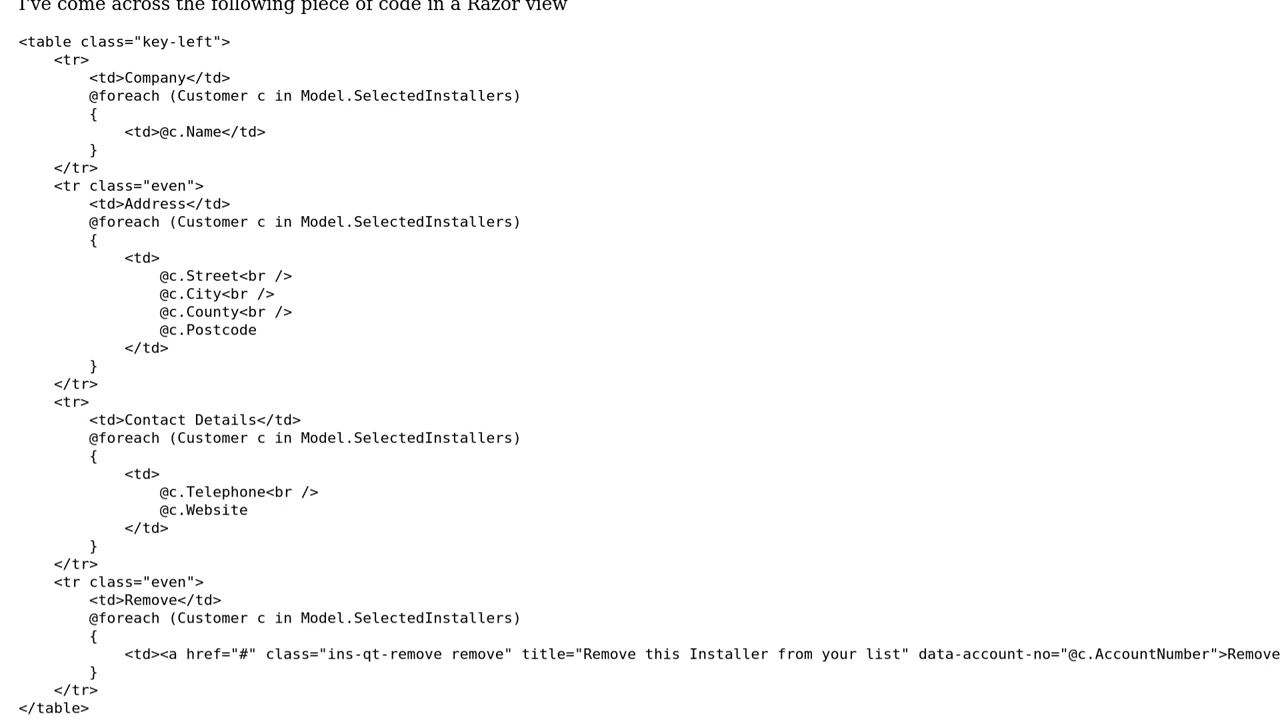 I've come across the following piece of code in a Razor view
<table class="key-left">
    <tr>
        <td>Company</td>
        @foreach (Customer c in Model.SelectedInstallers)
        {
            <td>@c.Name</td>
        }
    </tr>
    <tr class="even">
        <td>Address</td>
        @foreach (Customer c in Model.SelectedInstallers)
        {
            <td>
                @c.Street<br />
                @c.City<br />
                @c.County<br />
                @c.Postcode
            </td>
        }
    </tr>
    <tr>
        <td>Contact Details</td>
        @foreach (Customer c in Model.SelectedInstallers)
        {
            <td>
                @c.Telephone<br />
                @c.Website
            </td>
        }
    </tr>
    <tr class="even">
        <td>Remove</td>
        @foreach (Customer c in Model.SelectedInstallers)
        {
            <td><a href="#" class="ins-qt-remove remove" title="Remove this Installer from your list" data-account-no="@c.AccountNumber">Remove
        }
    </tr>
</table>